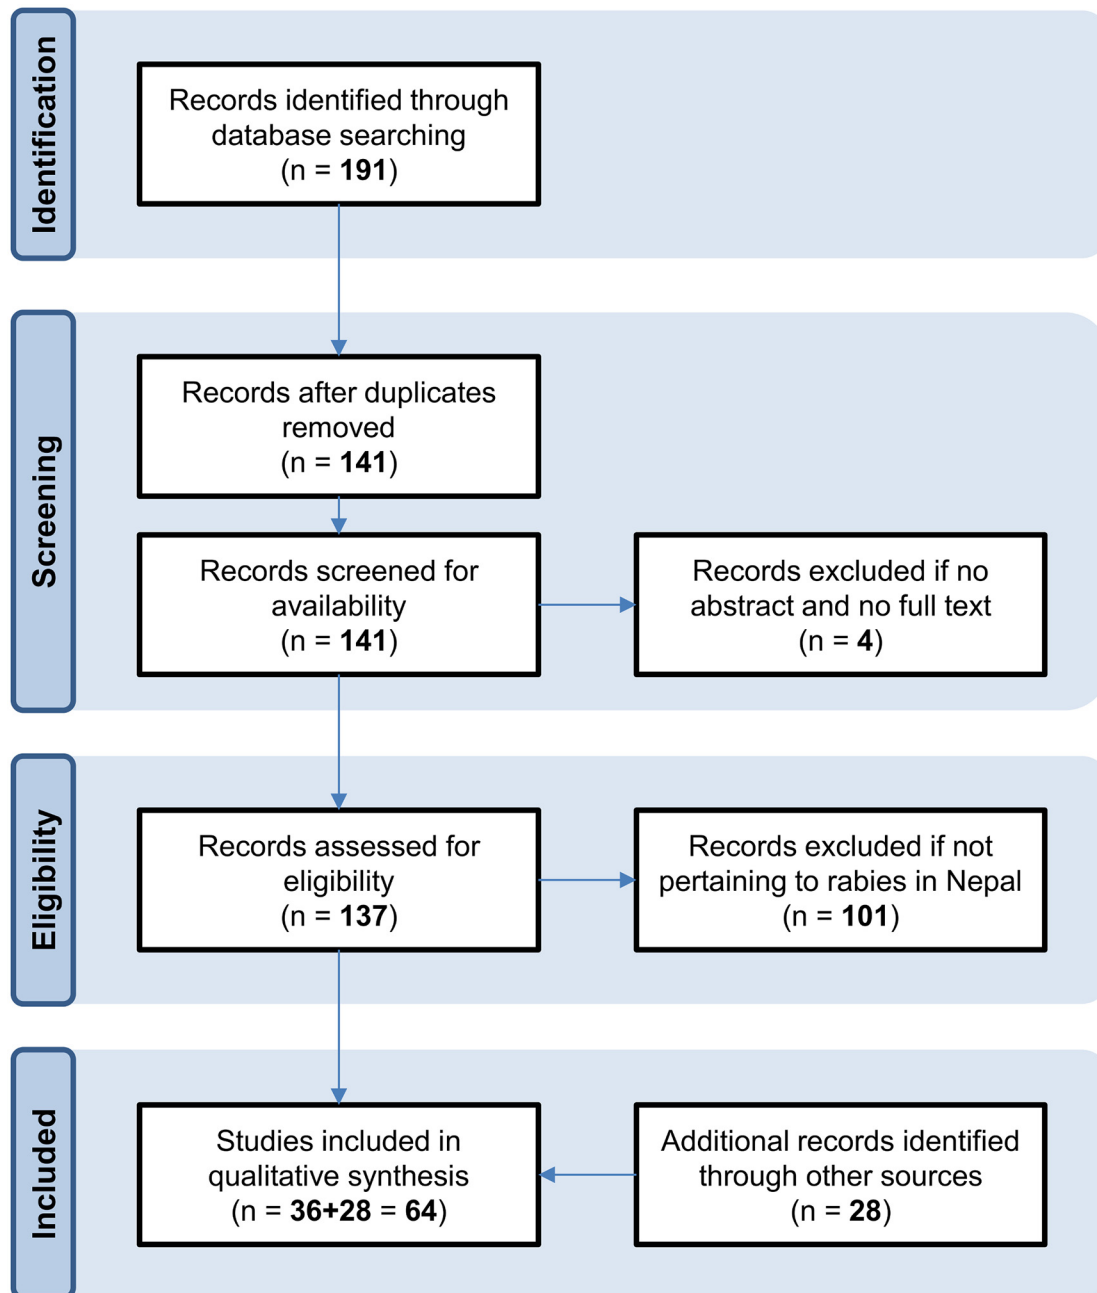 Identification
Records identified through
database searching
(n = 191)
Screening
Records after duplicates
removed
(n = 141)
Records screened for
availability
(n = 141)
Records excluded if no
abstract and no full text
(n = 4)
Eligibility
Records assessed for
eligibility
(n = 137)
Records excluded if not
pertaining to rabies in Nepal
(n = 101)
Included
Studies included in
qualitative synthesis
(n = 36+28 = 64)
Additional records identified
through other sources
(n = 28)